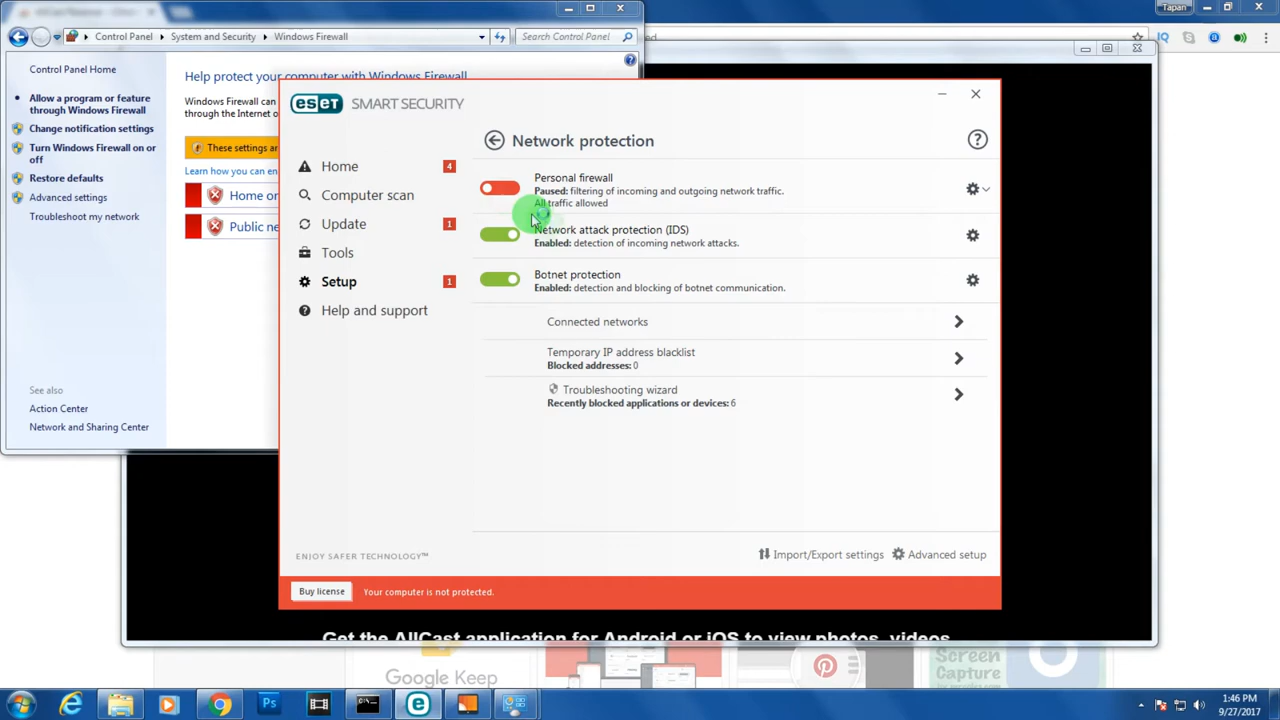 Tapan
Control Panel
System and Security
Windows Firewall
Search Control Panel
Control Panel Home
Allow a program or feature
through Windows Firewall
Change notification settings
Turn Windows Firewall on or
off
Restore defaults
Advanced settings
Troubleshoot my network
See also
Action Center
Network and Sharing Center
Help protect your computer with Windows Firewall
Windows Firewall can
through the Internet o
These settings ar
Learn how you can en
Home or
Public ne
eset SMART SECURITY
Home 4
Computer scan
Update 1
Tools
Setup 1
Help and support
ENJOY SAFER TECHNOLOGY™
Network protection
?
Personal firewall
Paused: filtering of incoming and outgoing network traffic.
All traffic allowed
Network attack protection (IDS)
Enabled: detection of incoming network attacks.
Botnet protection
Enabled: detection and blocking of botnet communication.
Connected networks
Temporary IP address blacklist
Blocked addresses: 0
Troubleshooting wizard
Recently blocked applications or devices: 6
Import/Export settings
Advanced setup
Buy license
Your computer is not protected.
Get the AllCast application for Android or iOS to view photos, videos
Google Keep
Screen
Capture
Ps
1:46 PM
9/27/2017